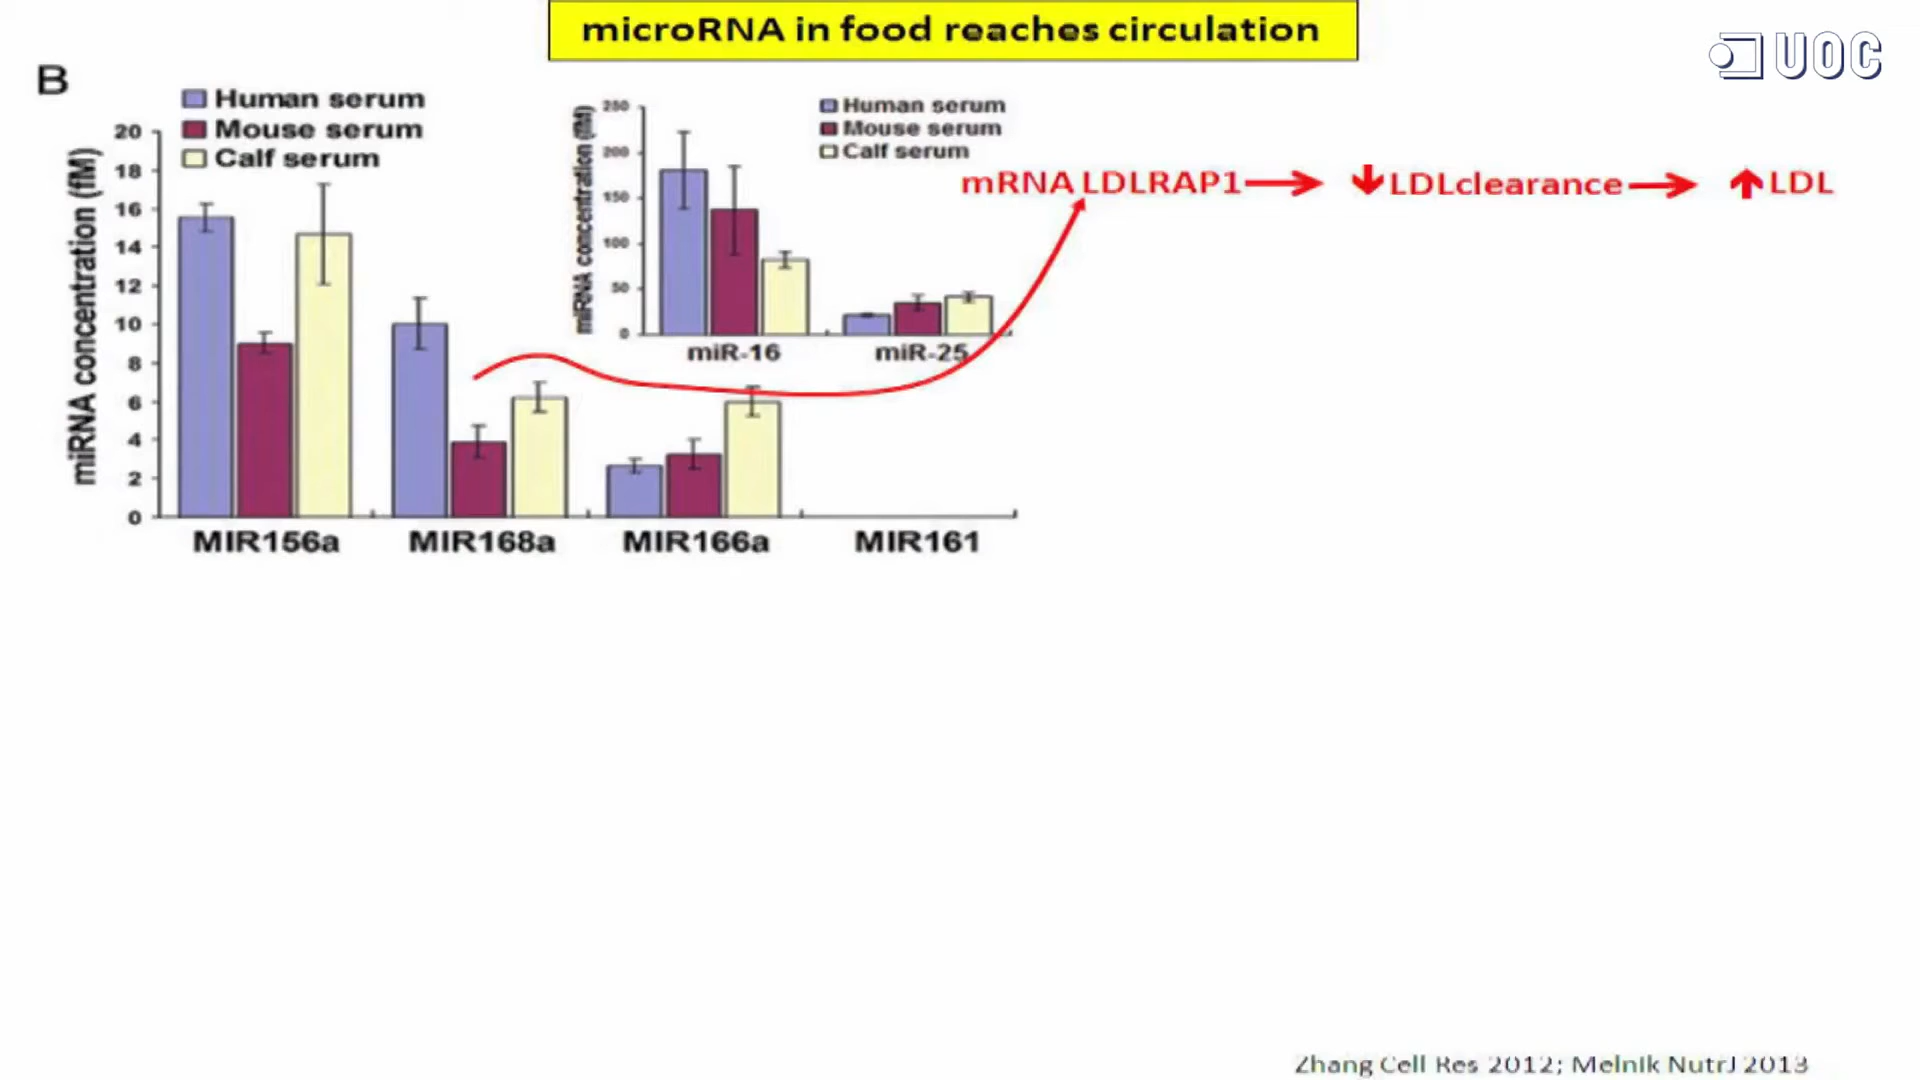 microRNA in food reaches circulation
UOC
B
Human serum
Mouse serum
Calf serum
miRNA concentration (fM)
20
18
16
14
12
10
8
6
4
2
0
MIR156a
MIR168a
MIR166a
MIR161
Human serum
Mouse serum
Calf serum
miRNA concentration (fM)
250
200
150
100
50
0
miR-16
miR-25
mRNA LDLRAP1
LDLclearance
LDL
Zhang Cell Res 2012; Melnik NutrJ 2013